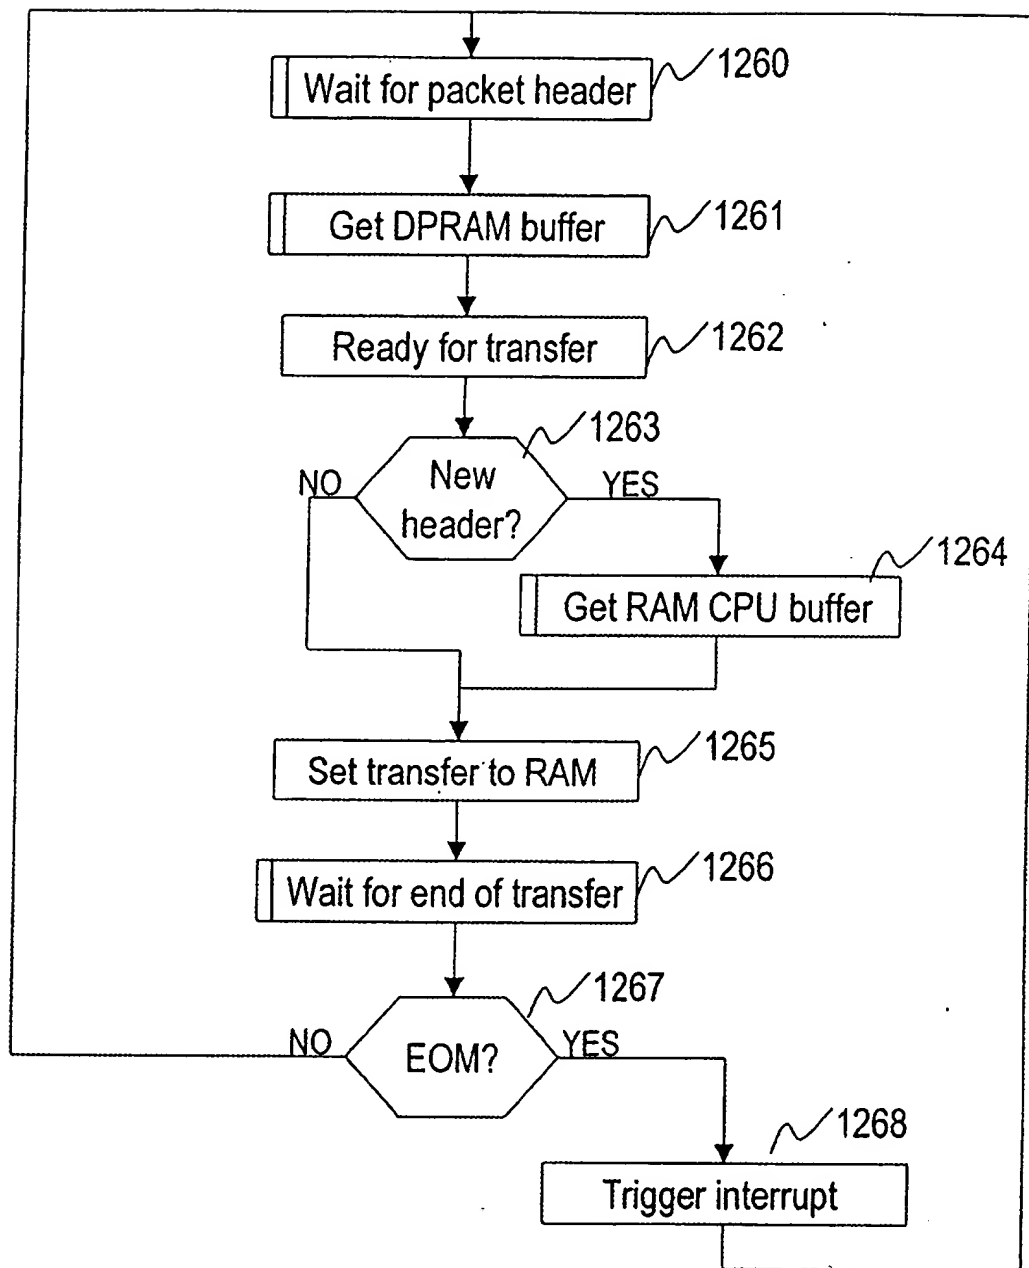 1260
Wait for packet header
1261
Get DPRAM buffer
1262
Ready for transfer
1263
NO
New
header?
YES
1264
Get RAM CPU buffer
1265
Set transfer to RAM
1266
Wait for end of transfer
1267
NO
EOM?
YES
1268
Trigger interrupt